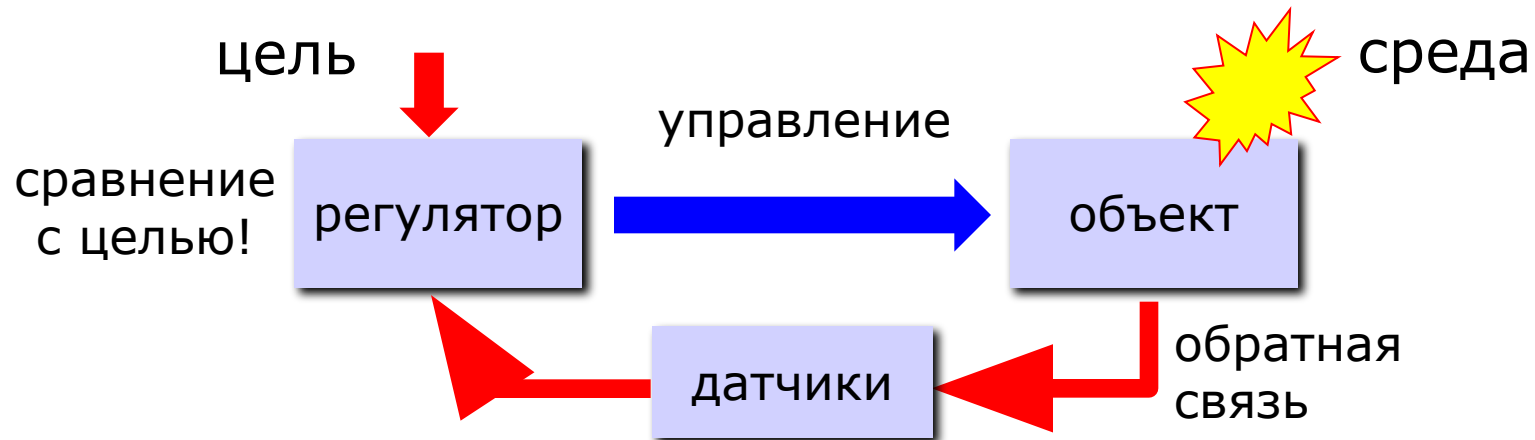 цель
среда
управление
сравнение
с целью!
регулятор
объект
датчики
обратная
связь